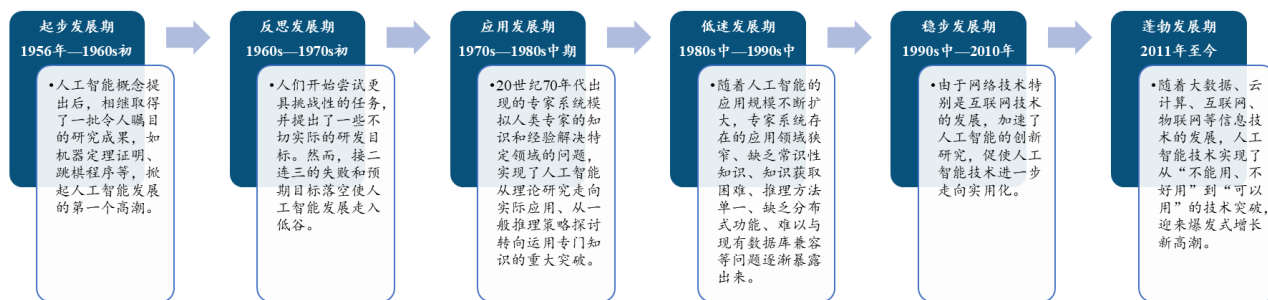 起步发展期
1956年—1960s初
•人工智能概念提
出后，相继取得
了一批令人瞩目
的研究成果，如
机器定理证明、
跳棋程序等，掀
起人工智能发展
的第一个高潮。
反思发展期
1960s—1970s初
•人们开始尝试更
具挑战性的任务，
并提出了一些不
切实际的研发目
标。然而，接二
连三的失败和预
期目标落空使人
工智能发展走入
低谷。
应用发展期
1970s—1980s中期
•20世纪70年代出
现的专家系统模
拟人类专家的知
识和经验解决特
定领域的问题，
实现了人工智能
从理论研究走向
实际应用、从一
般推理策略探讨
转向运用专门知
识的重大突破。
低迷发展期
1980s中—1990s中
•随着人工智能的
应用规模不断扩
大，专家系统存
在的应用领域狭
窄、缺乏常识性
知识、知识获取
困难、推理方法
单一、缺乏分布
式功能、难以与
现有数据库兼容
等问题逐渐暴露
出来。
稳步发展期
1990s中—2010年
•由于网络技术特
别是互联网技术
的发展，加速了
人工智能的创新
研究，促使人工
智能技术进一步
走向实用化。
蓬勃发展期
2011年至今
•随着大数据、云
计算、互联网、
物联网等信息技
术的发展，人工
智能技术实现了
从“不能用、不
好用”到“可以
用”的技术突破，
迎来爆发式增长
新高潮。